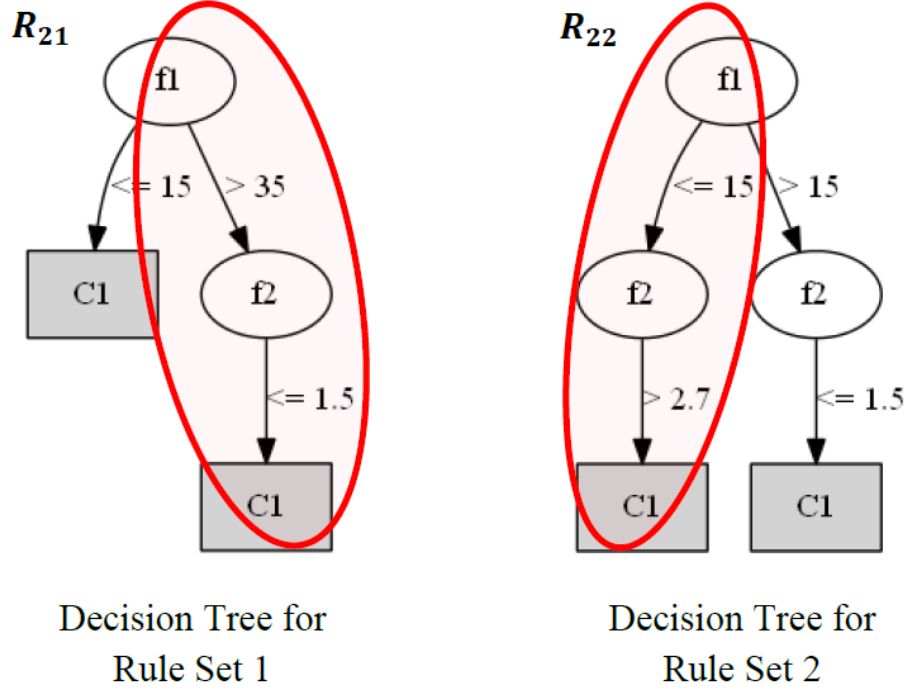 R21
R22
f1
f1
<= 15
> 35
<= 15
> 15
C1
f2
f2
f2
<= 1.5
> 2.7
<= 1.5
C1
C1
C1
Decision Tree for
Rule Set 1
Decision Tree for
Rule Set 2